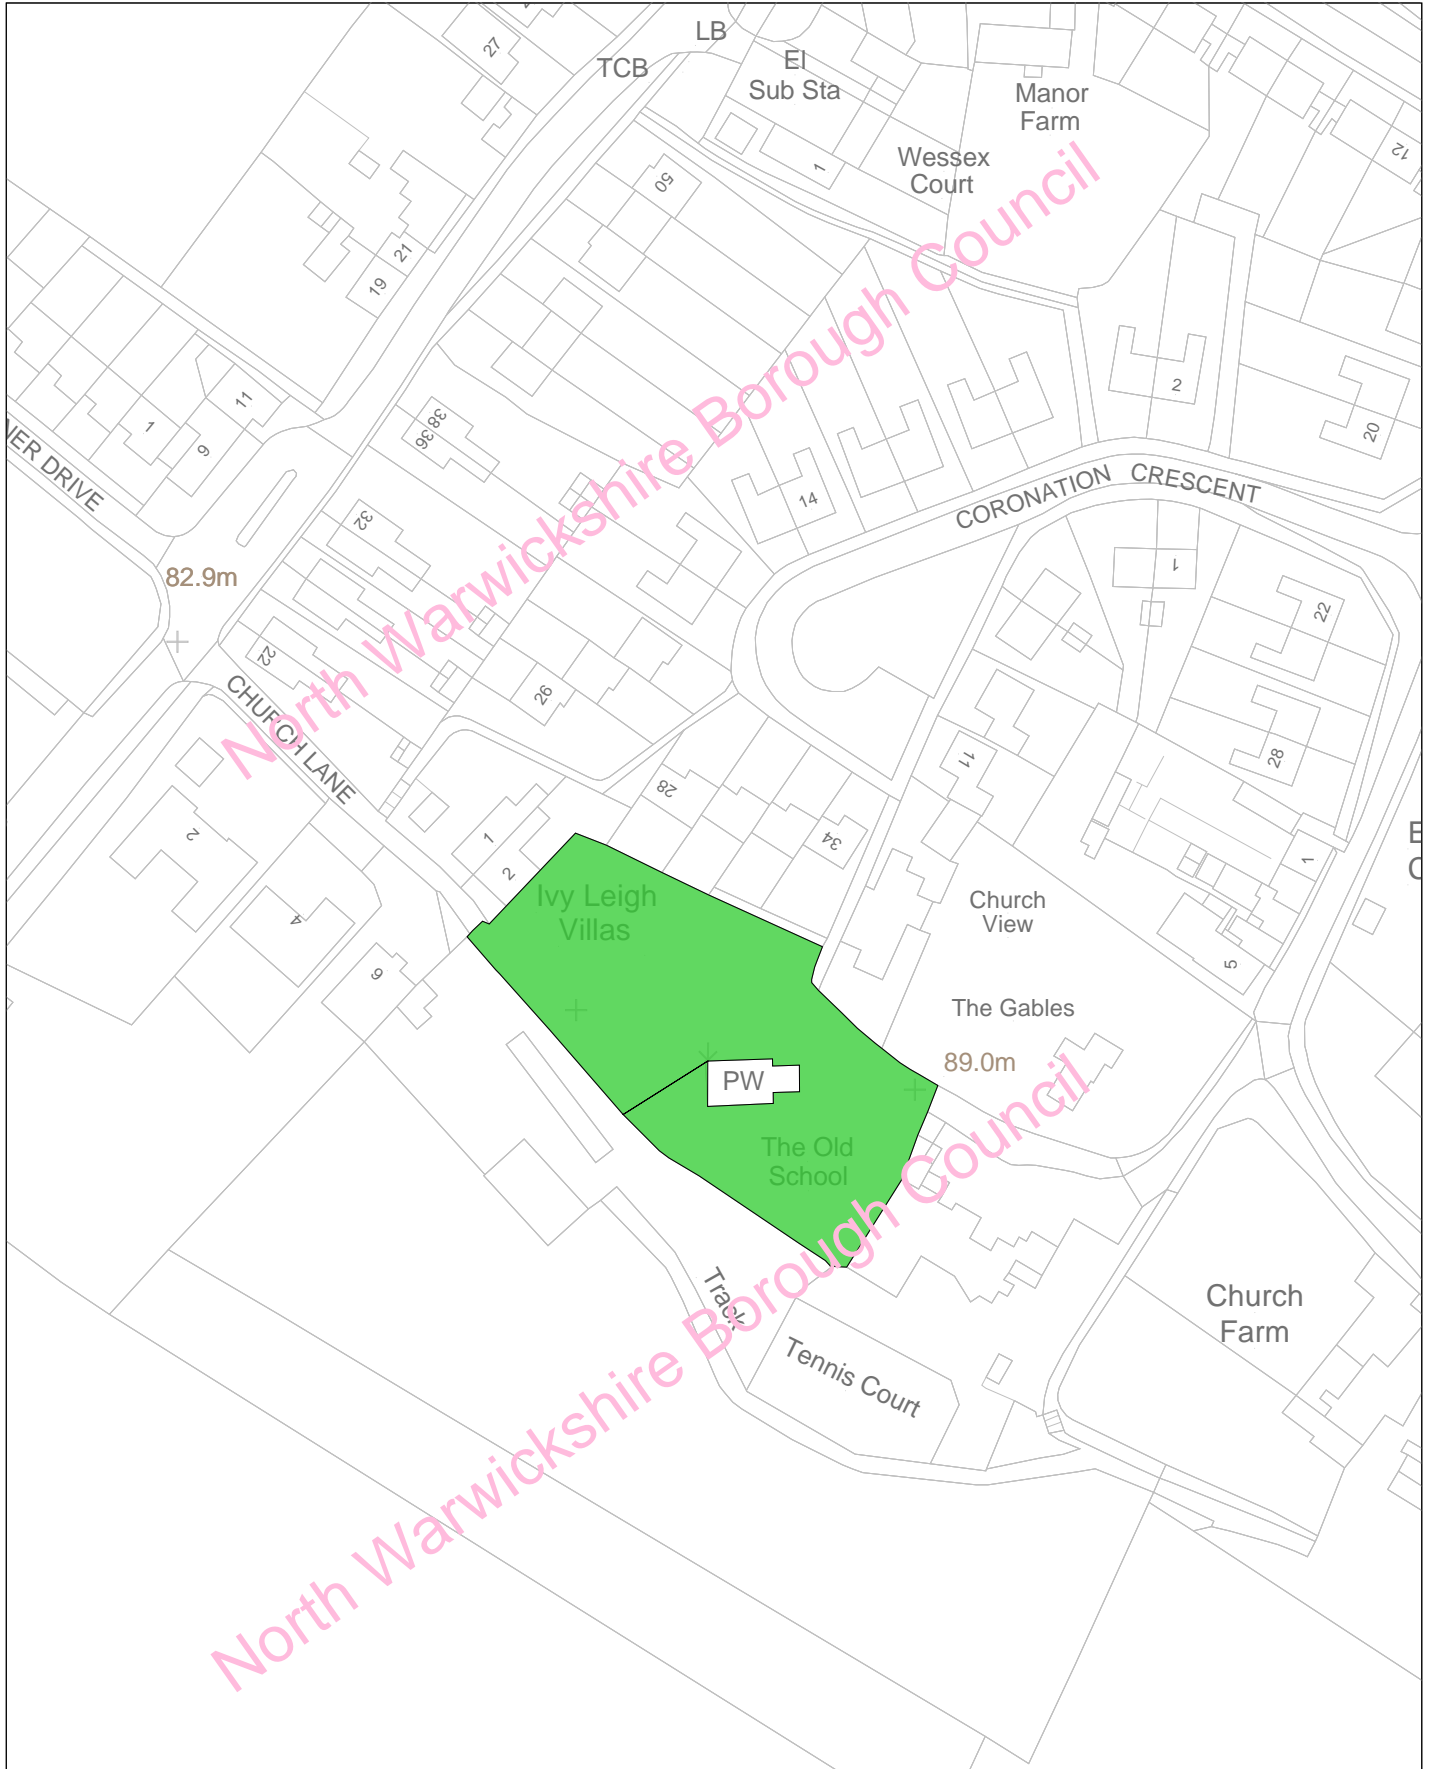 LB
TCB
El
Sub Sta
Manor
Farm
Wessex
Court
27
1
12
50
21
19
2
20
11
1
9
38
36
NER DRIVE
14
CORONATION CRESCENT
32
82.9m
1
22
22
26
CHURCH LANE
28
11
28
34
2
1
2
4
6
1
5
Ivy Leigh
Villas
Church
View
The Gables
89.0m
PW
The Old
School
Track
Tennis Court
Church
Farm
North Warwickshire Borough Council
North Warwickshire Borough Council